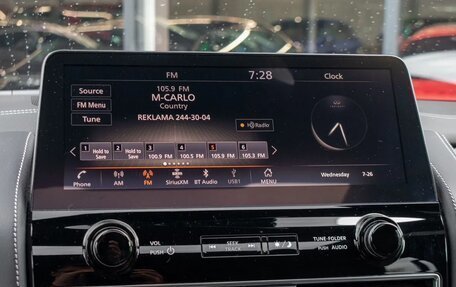 FM 7:28 Clock
Source 105.9 FM
M-CARLO
FM Menu Country
REKLAMA 244-30-04
Tune
HD Radio
1 Hold to Save 2 Hold to Save 3 100.9 FM 4 100.5 FM 5 105.9 FM 6 100.5 FM
Phone AM FM SiriusXM BT Audio USB1 MENU Wednesday 7-26
VOL PUSH SEEK TRACK TUNE·FOLDER PUSH AUDIO